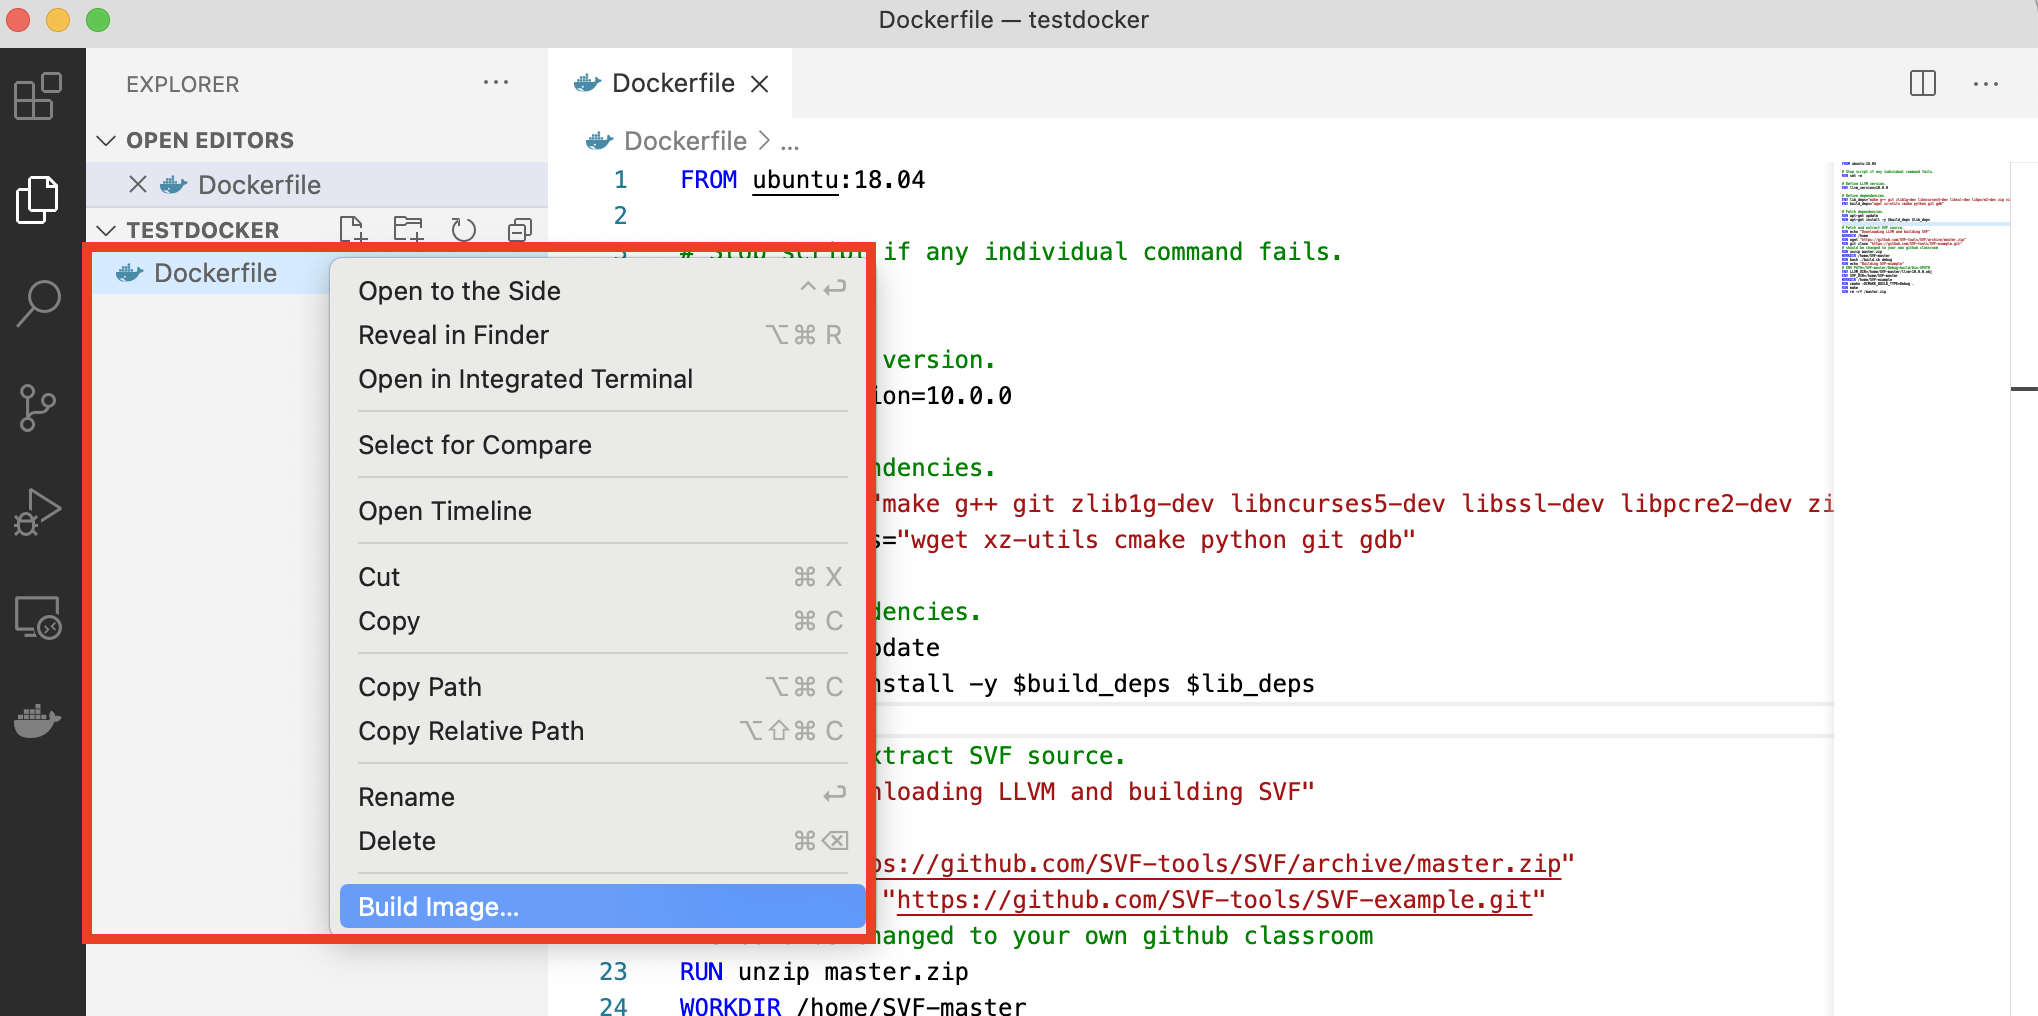 Dockerfile — testdocker
EXPLORER
OPEN EDITORS
Dockerfile
TESTDOCKER
Dockerfile
Open to the Side
Reveal in Finder ⌥⌘ R
Open in Integrated Terminal
Select for Compare
Open Timeline
Cut ⌘ X
Copy ⌘ C
Copy Path ⌥⌘ C
Copy Relative Path ⌥⇧⌘ C
Rename
Delete ⌘⌫
Build Image...
Dockerfile
Dockerfile > ...
1 FROM ubuntu:18.04
2
if any individual command fails.
version.
ion=10.0.0
ndencies.
"make g++ git zlib1g-dev libncurses5-dev libssl-dev libpcre2-dev zi
s="wget xz-utils cmake python git gdb"
dencies.
pdate
nstall -y $build_deps $lib_deps
xtract SVF source.
nloading LLVM and building SVF"
ps://github.com/SVF-tools/SVF/archive/master.zip"
"https://github.com/SVF-tools/SVF-example.git"
hanged to your own github classroom
23 RUN unzip master.zip
24 WORKDIR /home/SVF-master